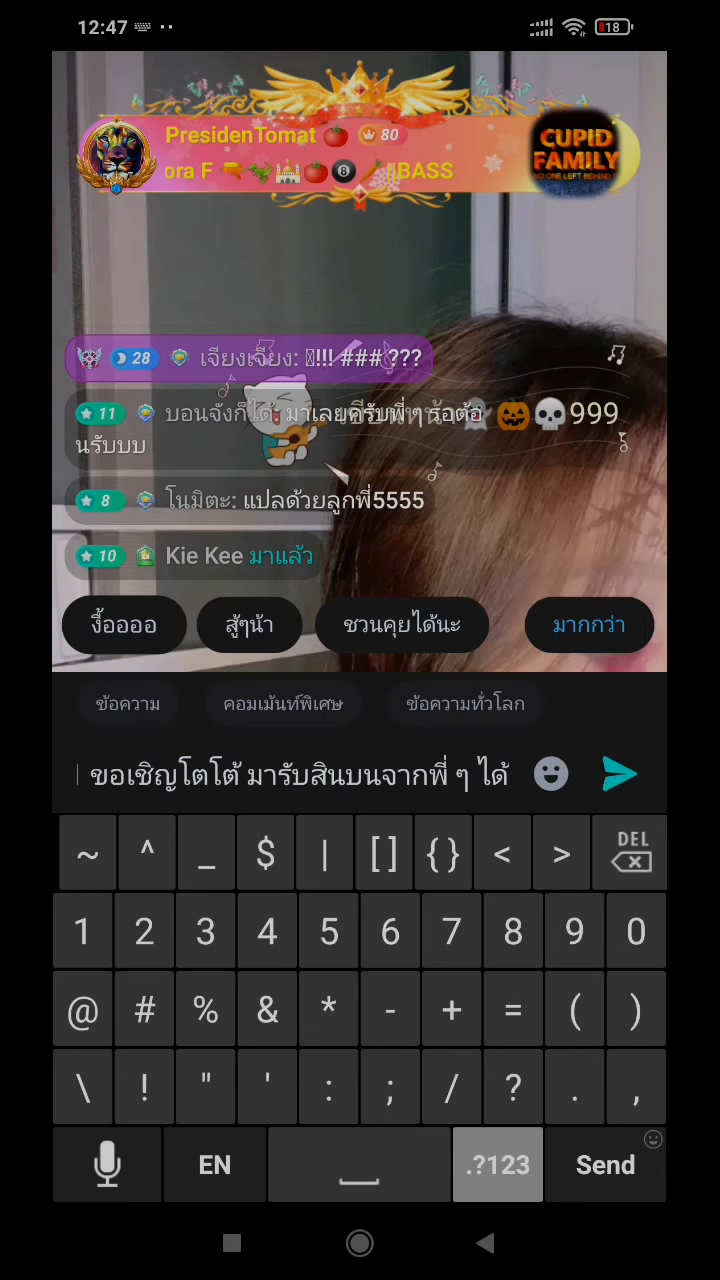 12:47
18
PresidenTomat 🍅 80
ora F 🔫 🏰🍅🎱🥕 BASS
CUPID
FAMILY
NO ONE LEFT BEHIND
28 เจียงเจียง: !!! ### ???
11 บอนจังก็ได้: มาเลยครับพี่ๆ รอต้อ
นรับบบ
👻🎃💀999
8 โนมิตะ: แปลด้วยลูกพี่5555
10 Kie Kee มาแล้ว
งื้ออออ สู้ๆน้า ชวนคุยได้นะ มากกว่า
ข้อความ คอมเม้นท์พิเศษ ข้อความทั่วโลก
ขอเชิญโตโต้ มารับสินบนจากพี่ ๆ ได้
~ ^ _ $ | [ ] { } < > DEL
1 2 3 4 5 6 7 8 9 0
@ # % & * - + = ( )
\ ! " ' : ; / ? . ,
EN .?123 Send